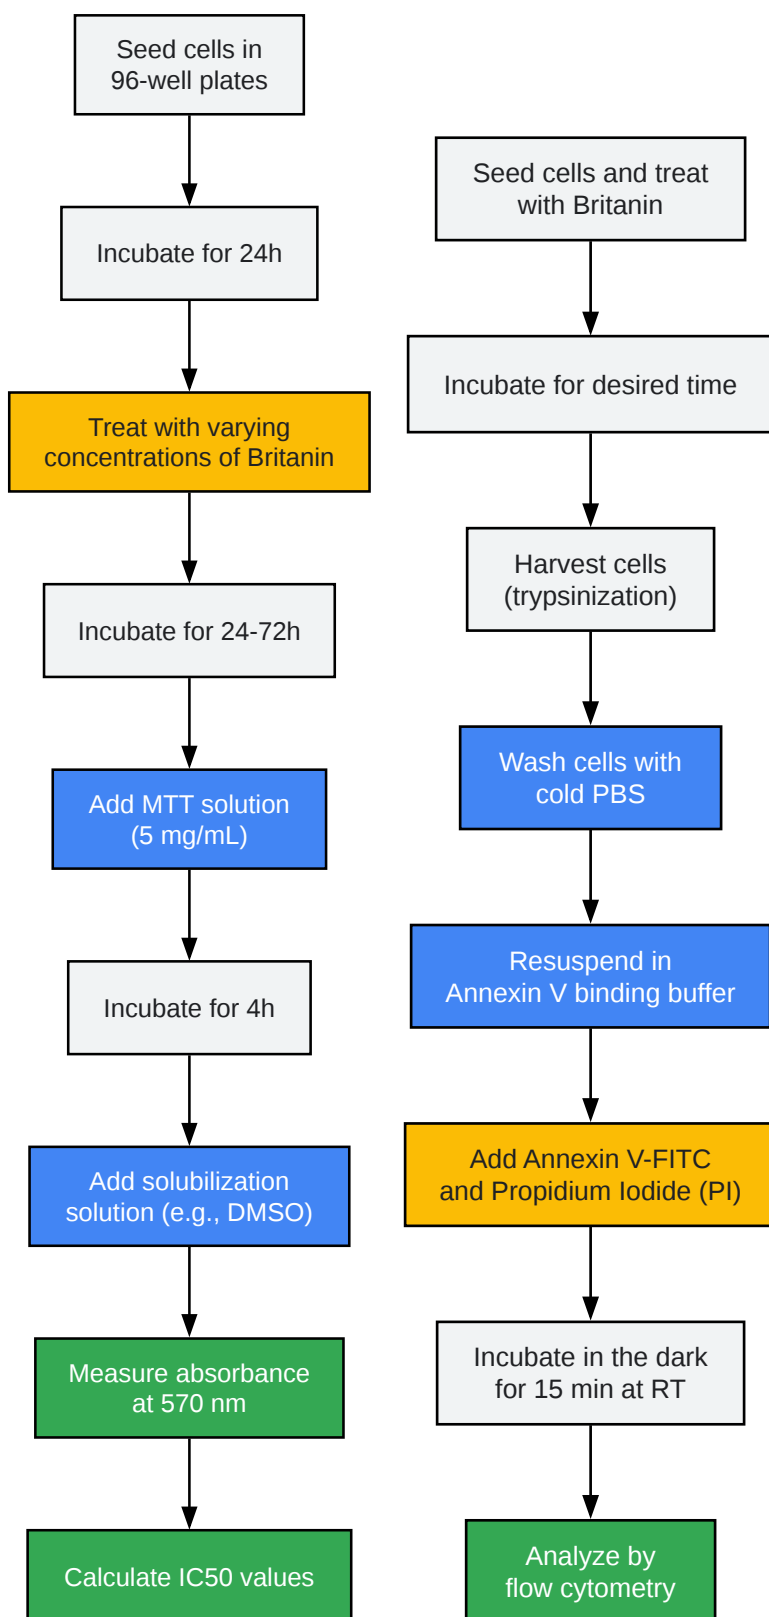 Seed cells in
96-well plates
Incubate for 24h
Treat with varying
concentrations of Britanin
Incubate for 24-72h
Add MTT solution
(5 mg/mL)
Incubate for 4h
Add solubilization
solution (e.g., DMSO)
Measure absorbance
at 570 nm
Calculate IC50 values
Seed cells and treat
with Britanin
Incubate for desired time
Harvest cells
(trypsinization)
Wash cells with
cold PBS
Resuspend in
Annexin V binding buffer
Add Annexin V-FITC
and Propidium Iodide (PI)
Incubate in the dark
for 15 min at RT
Analyze by
flow cytometry